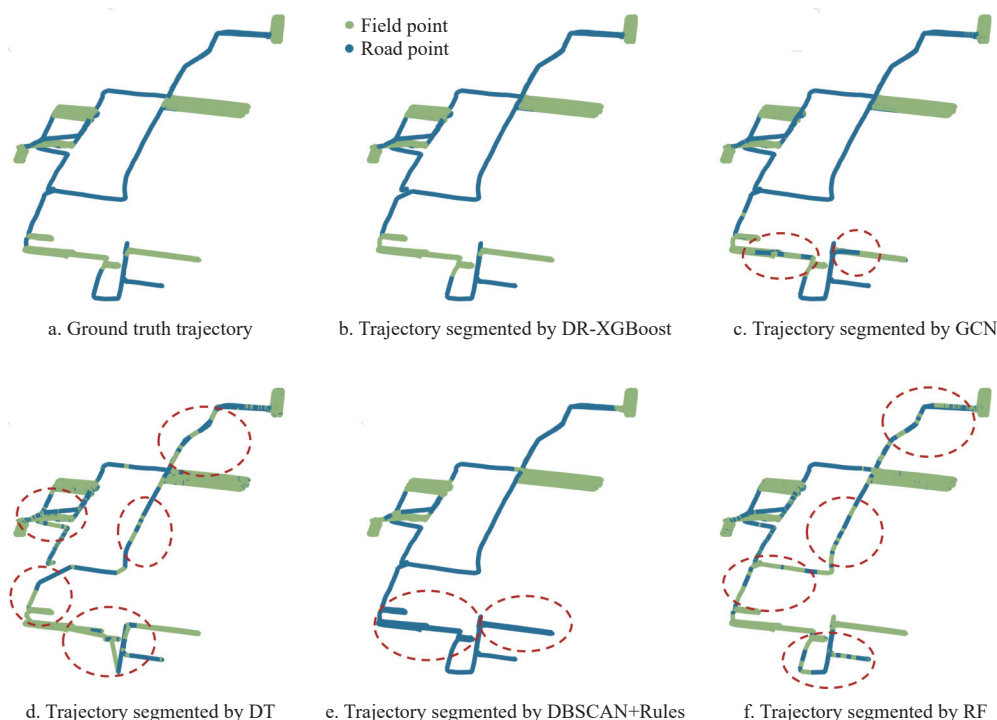 Field point
Road point
a. Ground truth trajectory
b. Trajectory segmented by DR-XGBoost
c. Trajectory segmented by GCN
d. Trajectory segmented by DT
e. Trajectory segmented by DBSCAN+Rules
f. Trajectory segmented by RF